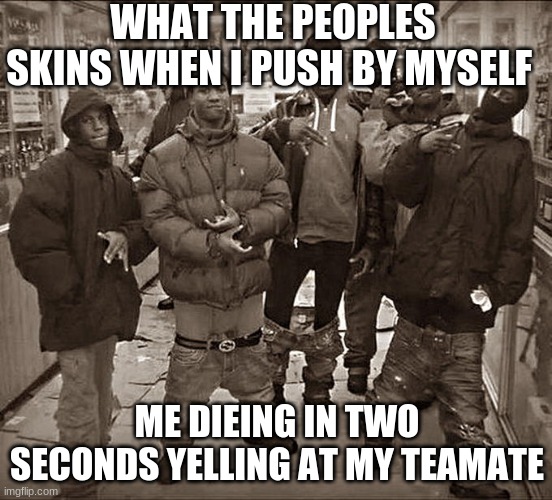 WHAT THE PEOPLES
SKINS WHEN I PUSH BY MYSELF
ME DIEING IN TWO
SECONDS YELLING AT MY TEAMATE
imgflip.com